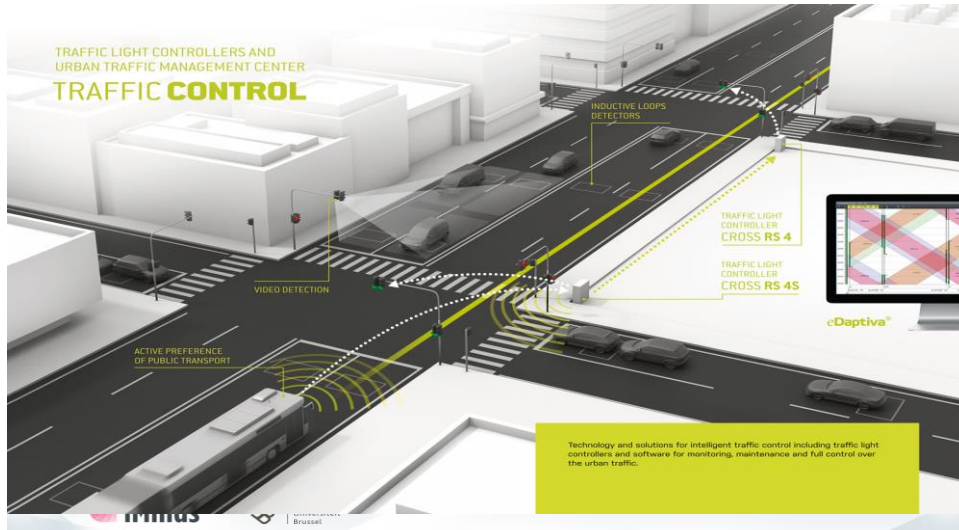 TRAFFIC LIGHT CONTROLLERS AND
URBAN TRAFFIC MANAGEMENT CENTER
TRAFFIC CONTROL
INDUCTIVE LOOPS
DETECTORS
TRAFFIC LIGHT
CONTROLLER
CROSS RS 4
TRAFFIC LIGHT
CONTROLLER
CROSS RS 4S
VIDEO DETECTION
eDaptiva®
ACTIVE PREFERENCE
OF PUBLIC TRANSPORT
Technology and solutions for intelligent traffic control including traffic light
controllers and software for monitoring, maintenance and full control over
the urban traffic.
Universiteit
Brussel